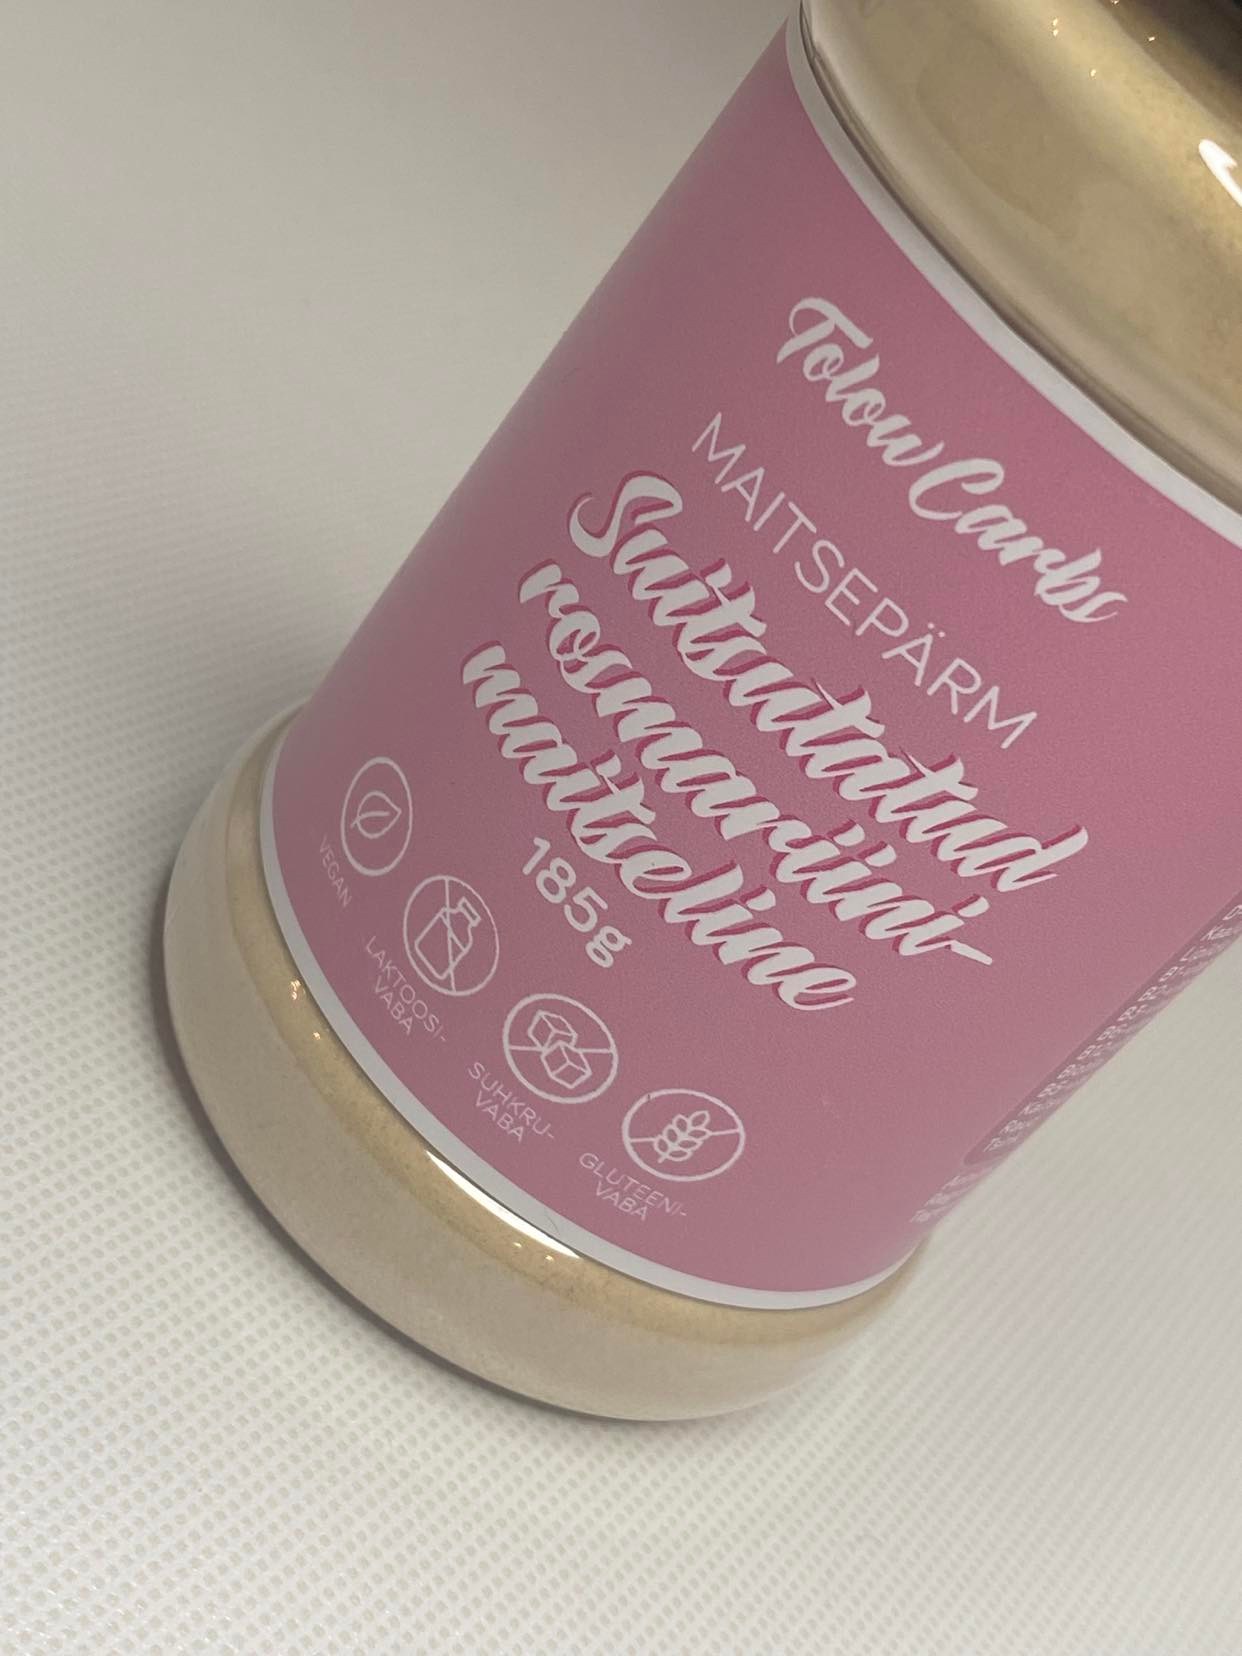 Tolow Carbs
MAITSEPÄRM
Suitsutatud
rosmariini-
maitseline
185g
VEGAN
LAKTOOSI-
VABA
SUHKRU-
VABA
GLUTEENI-
VABA